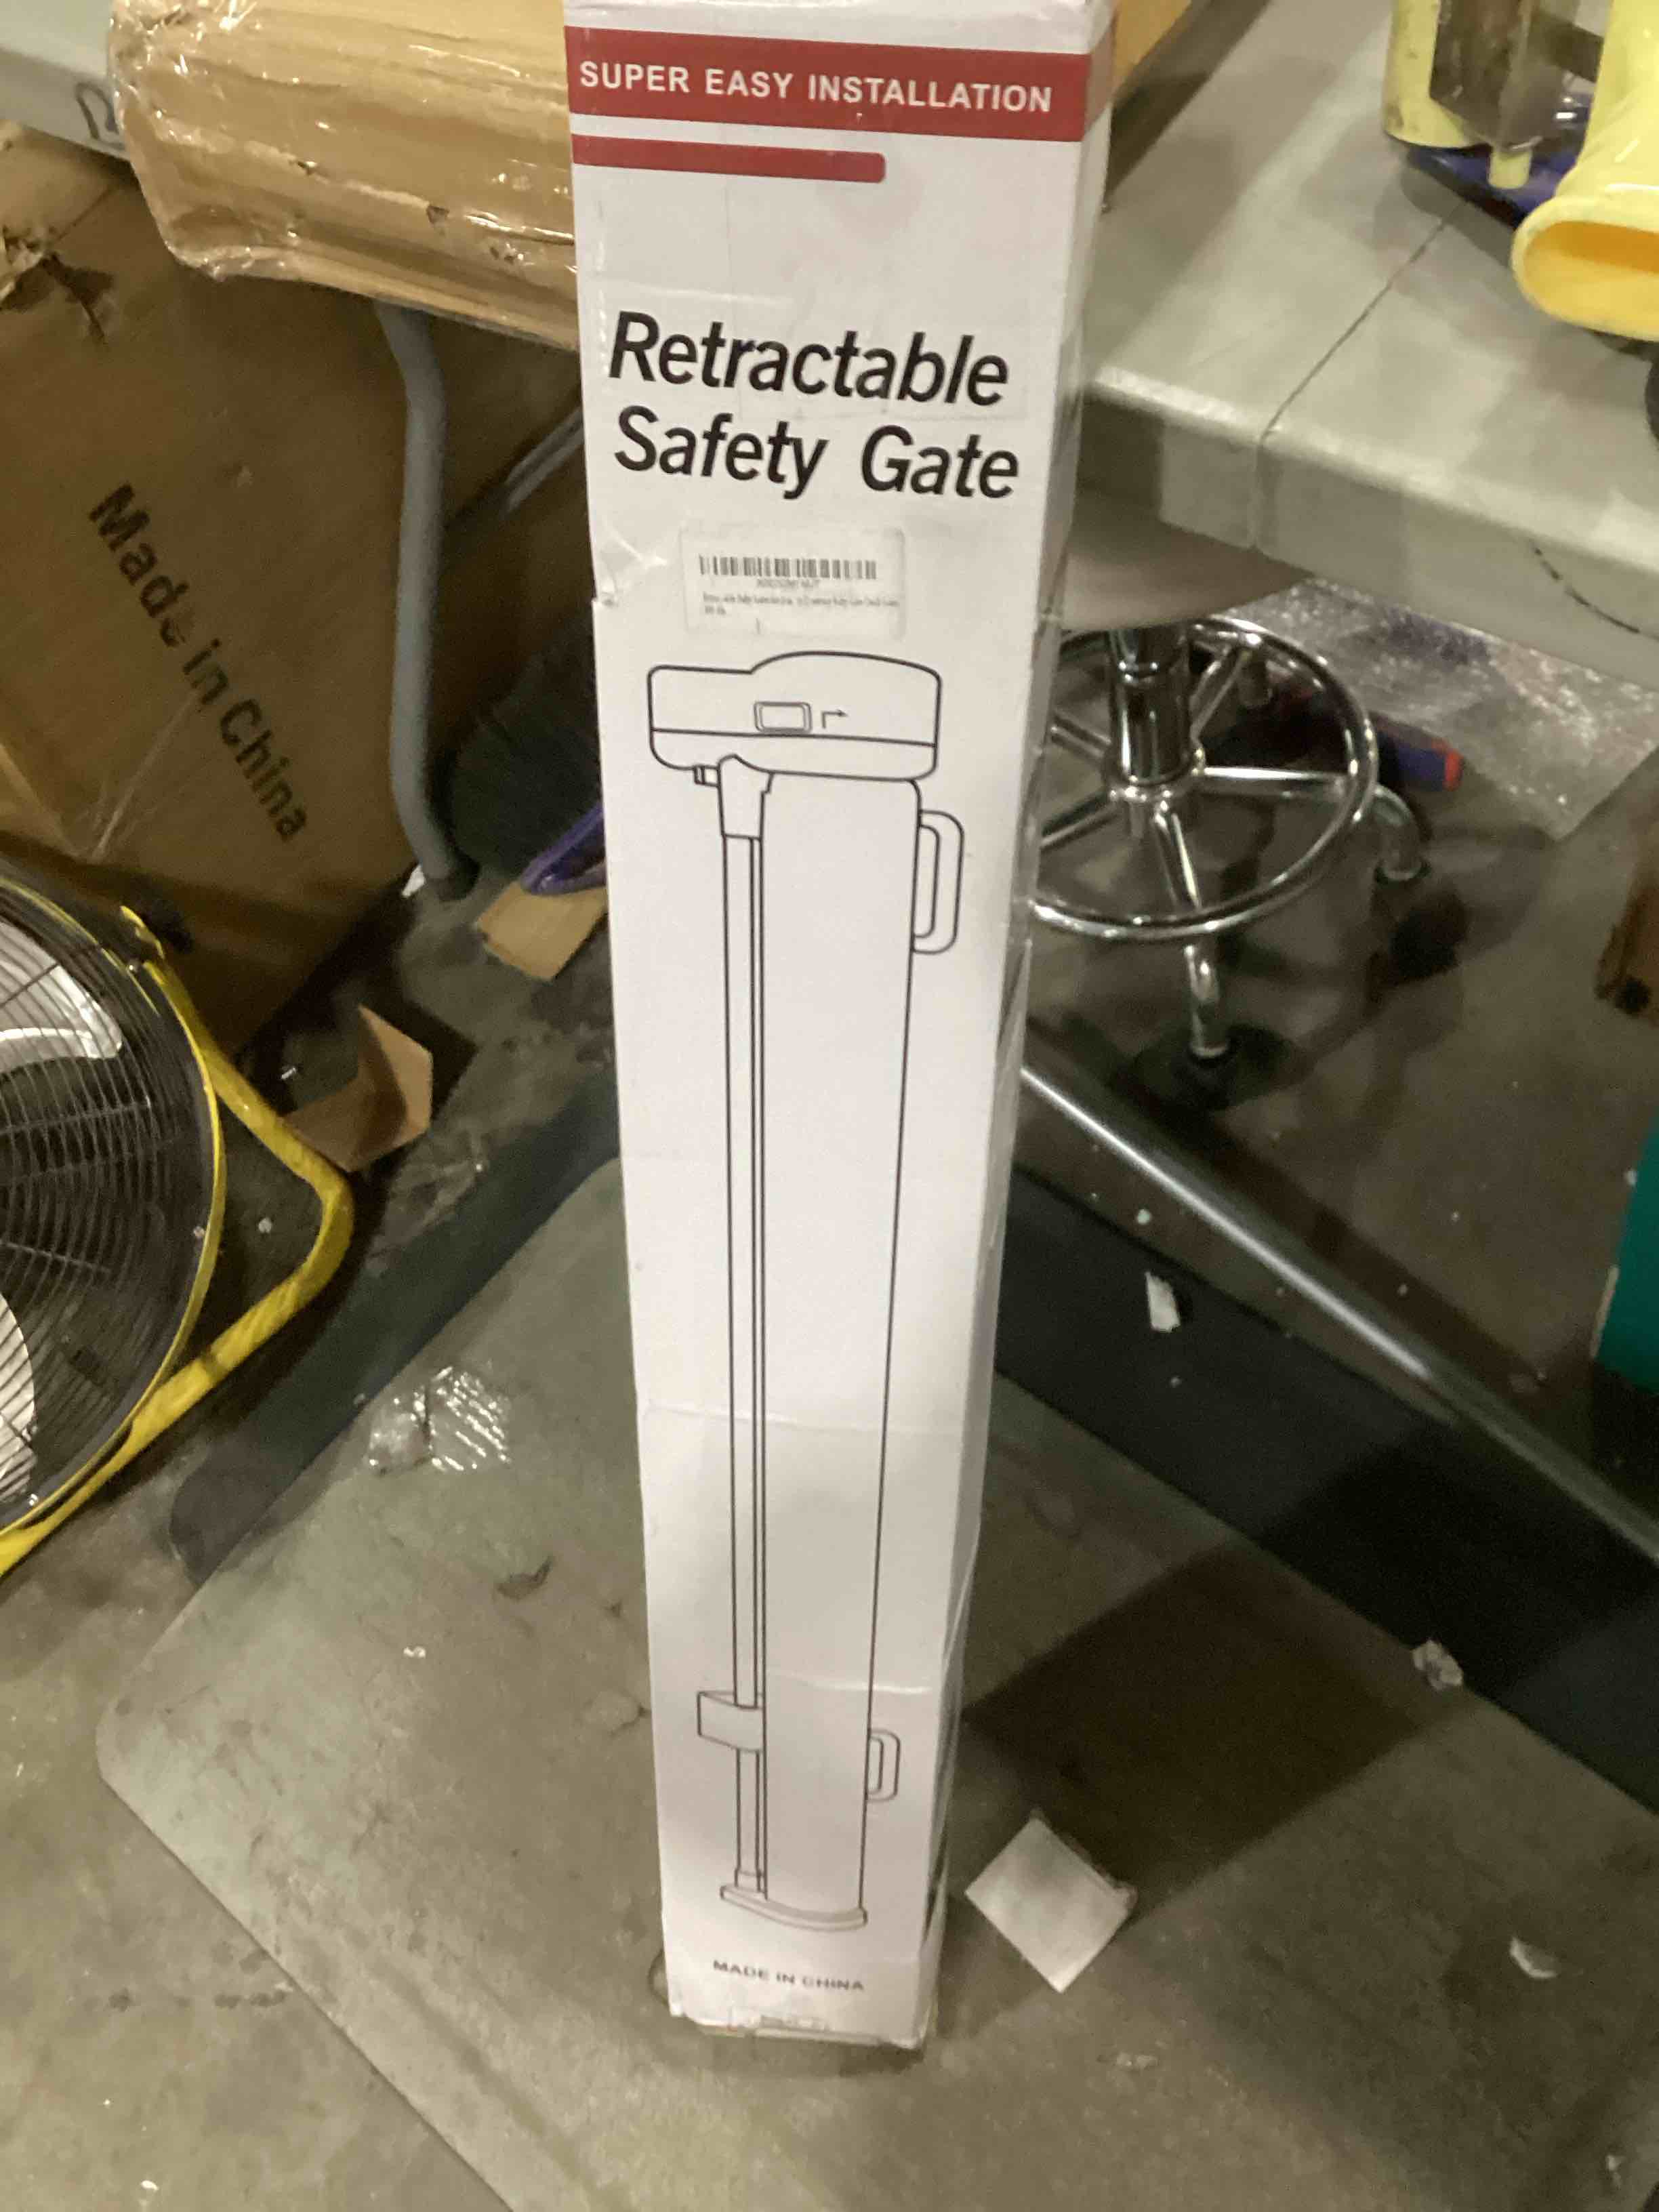 SUPER EASY INSTALLATION
Retractable
Safety Gate
Made in China
MADE IN CHINA